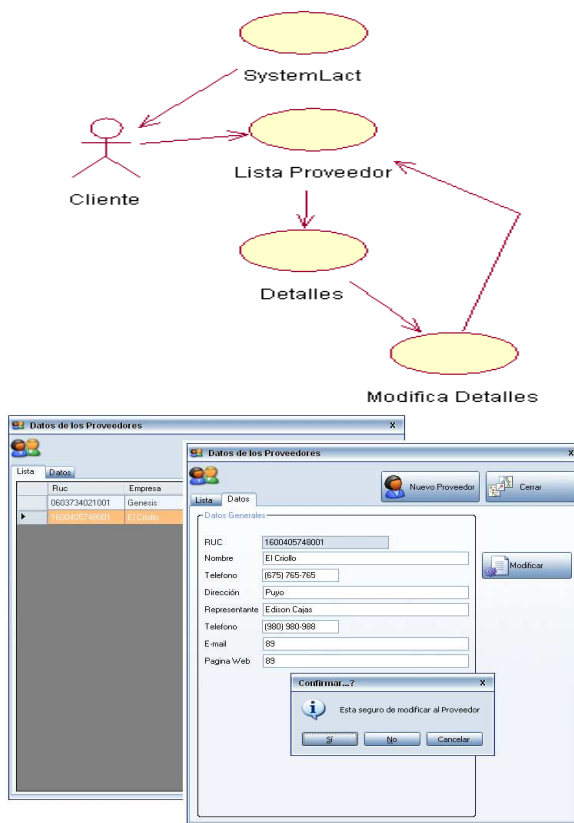 SystemLact
Cliente
Lista Proveedor
Detalles
Modifica Detalles
Datos de los Proveedores X
Lista Datos
Ruc Empresa
0603734021001 Genesis
1600405748001 El Criollo
Datos de los Proveedores X
Nuevo Proveedor Cerrar
Lista Datos
Datos Generales
RUC 1600405748001
Nombre El Criollo
Telefono (675) 765-765
Dirección Puyo
Representante Edison Cajas
Telefono (980) 980-988
E-mail 89
Pagina Web 89
Modificar
Confirmar...? X
Esta seguro de modificar al Proveedor
Sí No Cancelar